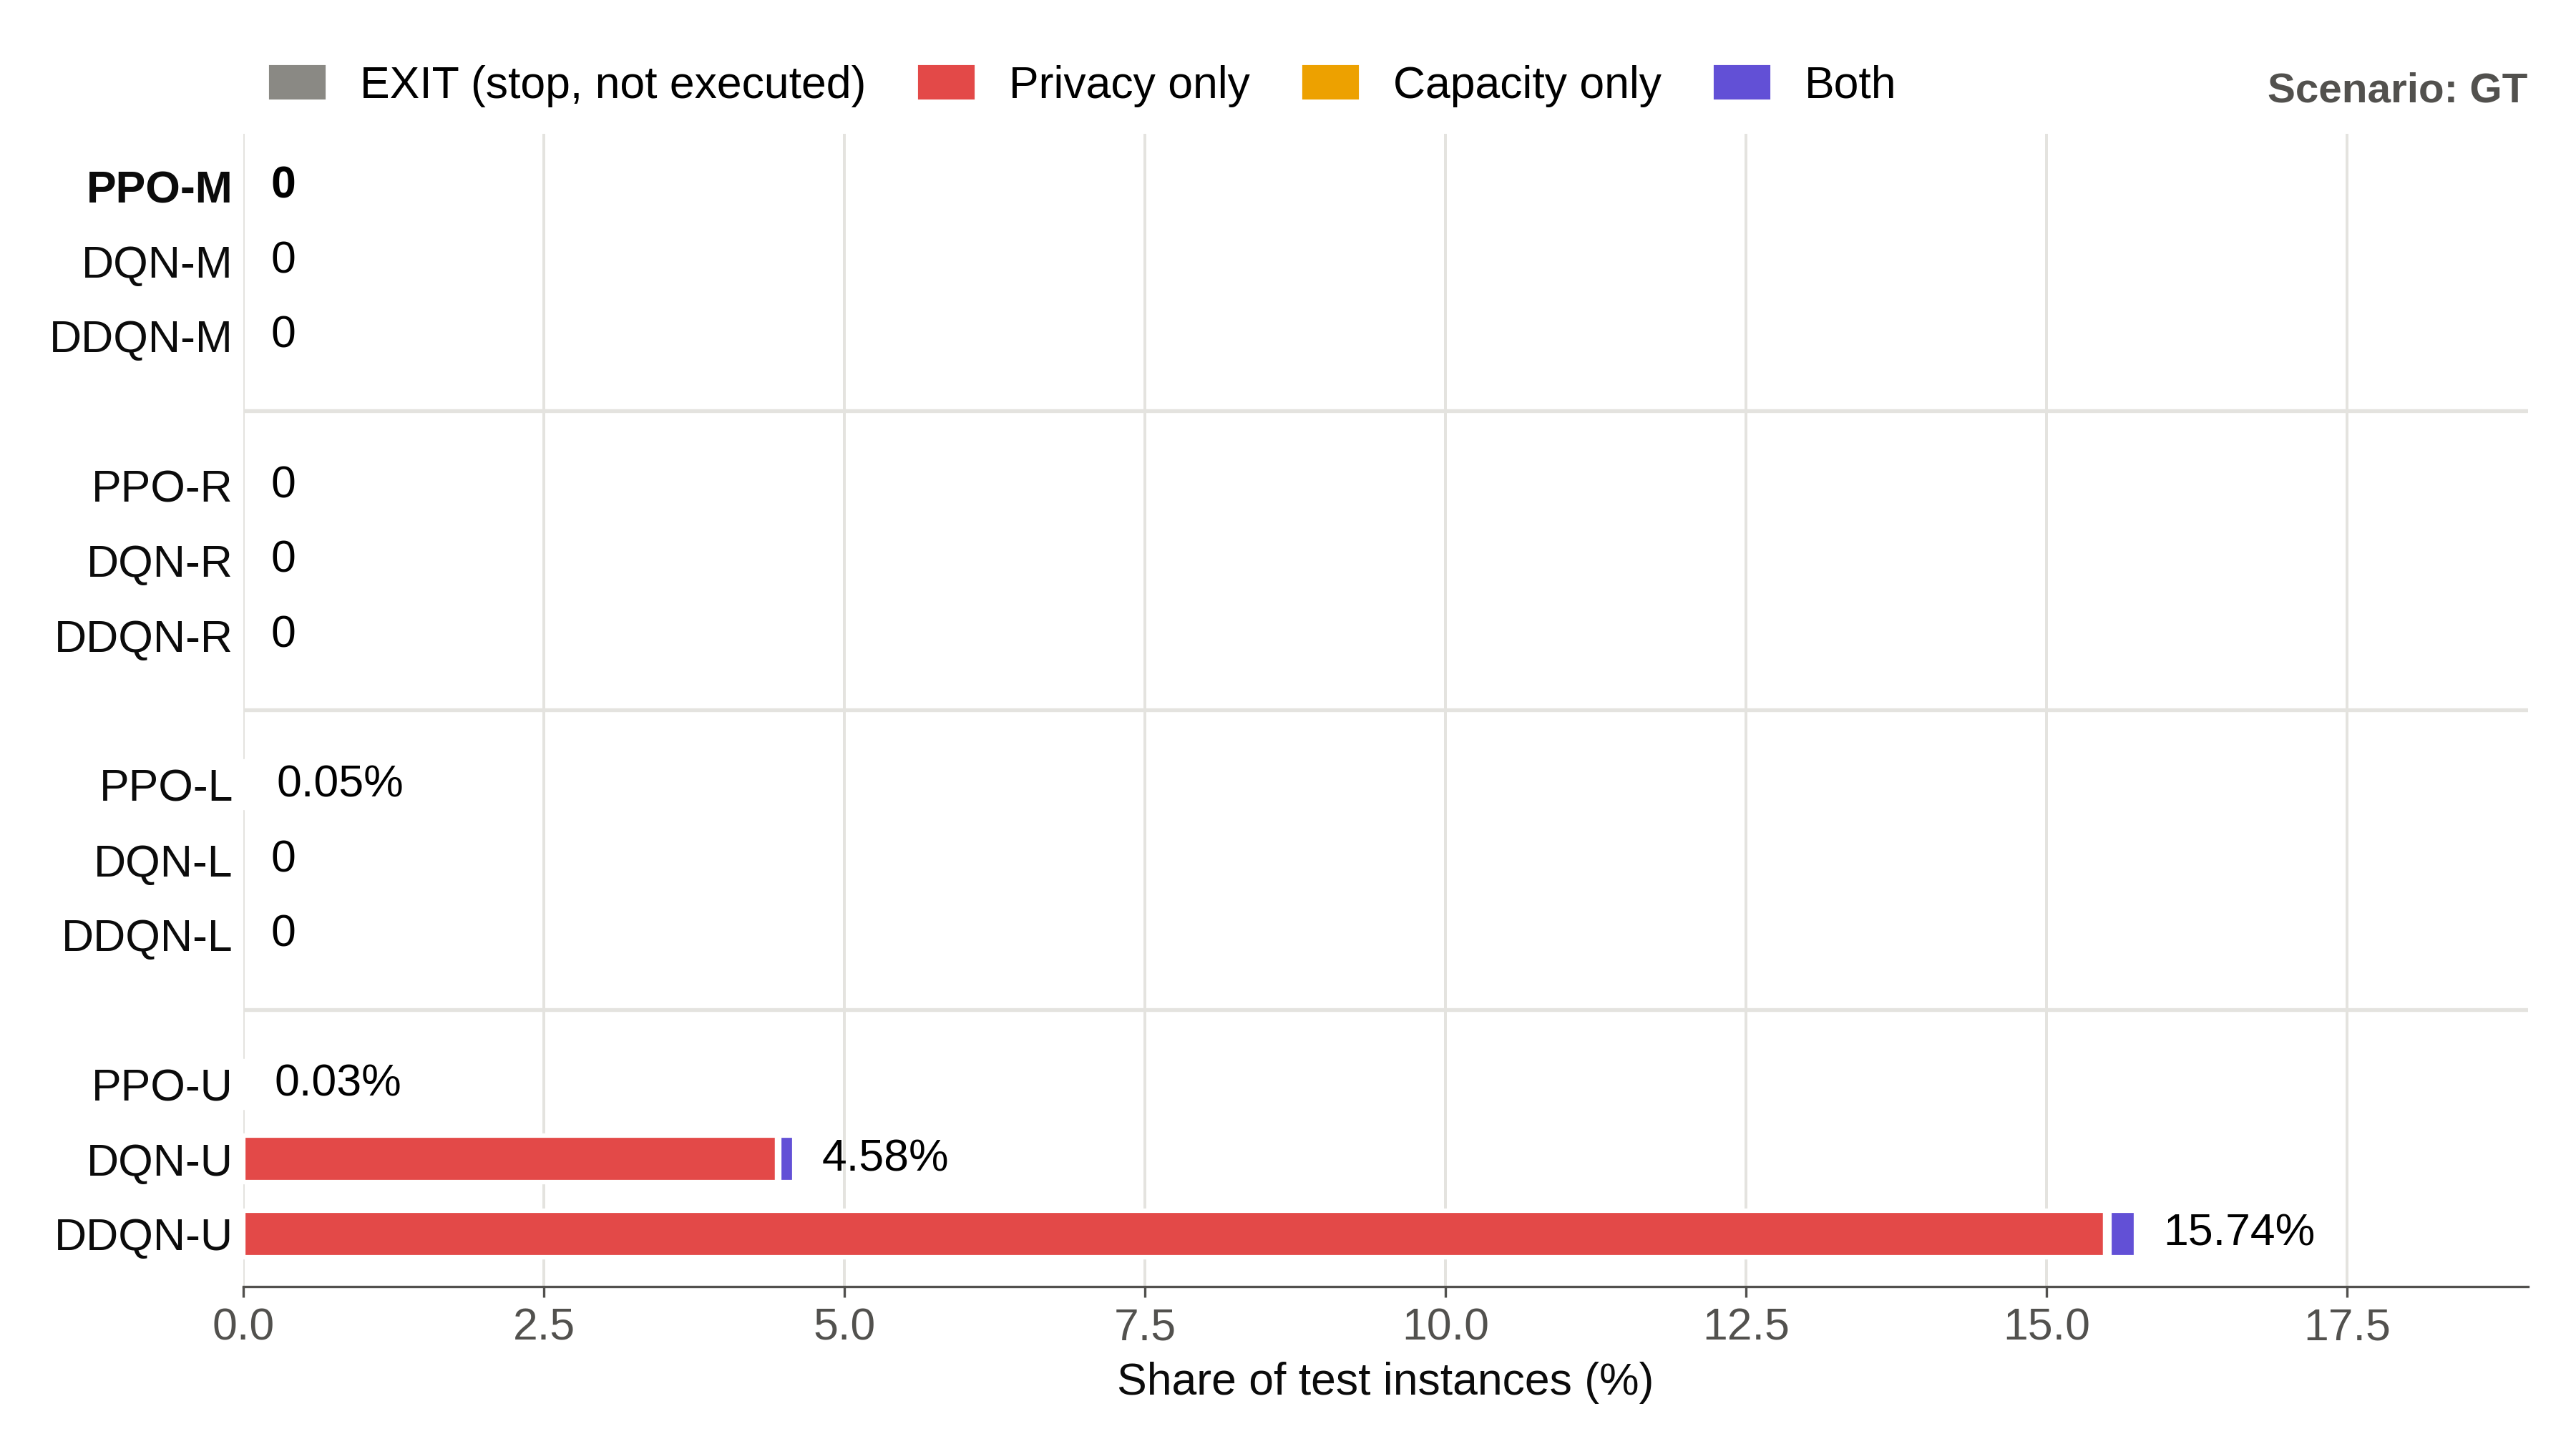 EXIT (stop, not executed) Privacy only Capacity only Both Scenario: GT
PPO-M 0
DQN-M 0
DDQN-M 0
PPO-R 0
DQN-R 0
DDQN-R 0
PPO-L 0.05%
DQN-L 0
DDQN-L 0
PPO-U 0.03%
DQN-U 4.58%
DDQN-U 15.74%
0.0 2.5 5.0 7.5 10.0 12.5 15.0 17.5
Share of test instances (%)